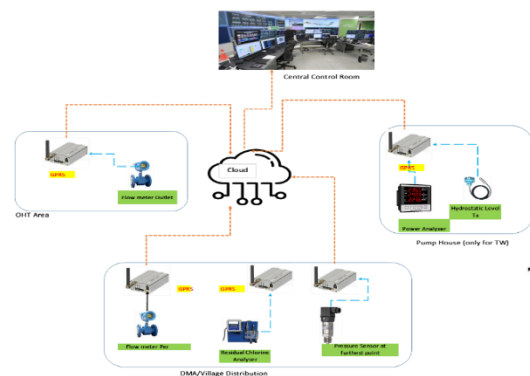 Central Control Room
Cloud
GPRS
Flow meter Outlet
OHT Area
GPRS
Power Analyser
Hydrostatic Level
Tx
Pump House (only for TW)
GPRS
GPRS
Flow meter Per
Residual Chlorine
Analyser
Pressure Sensor at
furthest point
DMA/Village Distribution